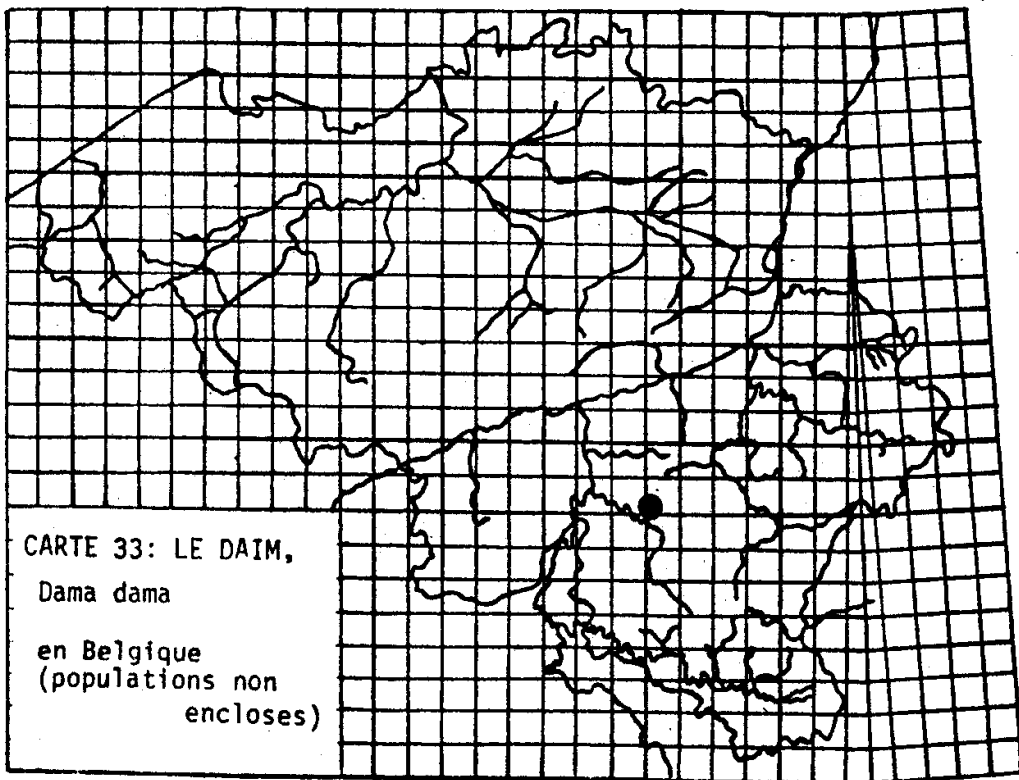 CARTE 33: LE DAIM,
Dama dama
en Belgique
(populations non
encloses)